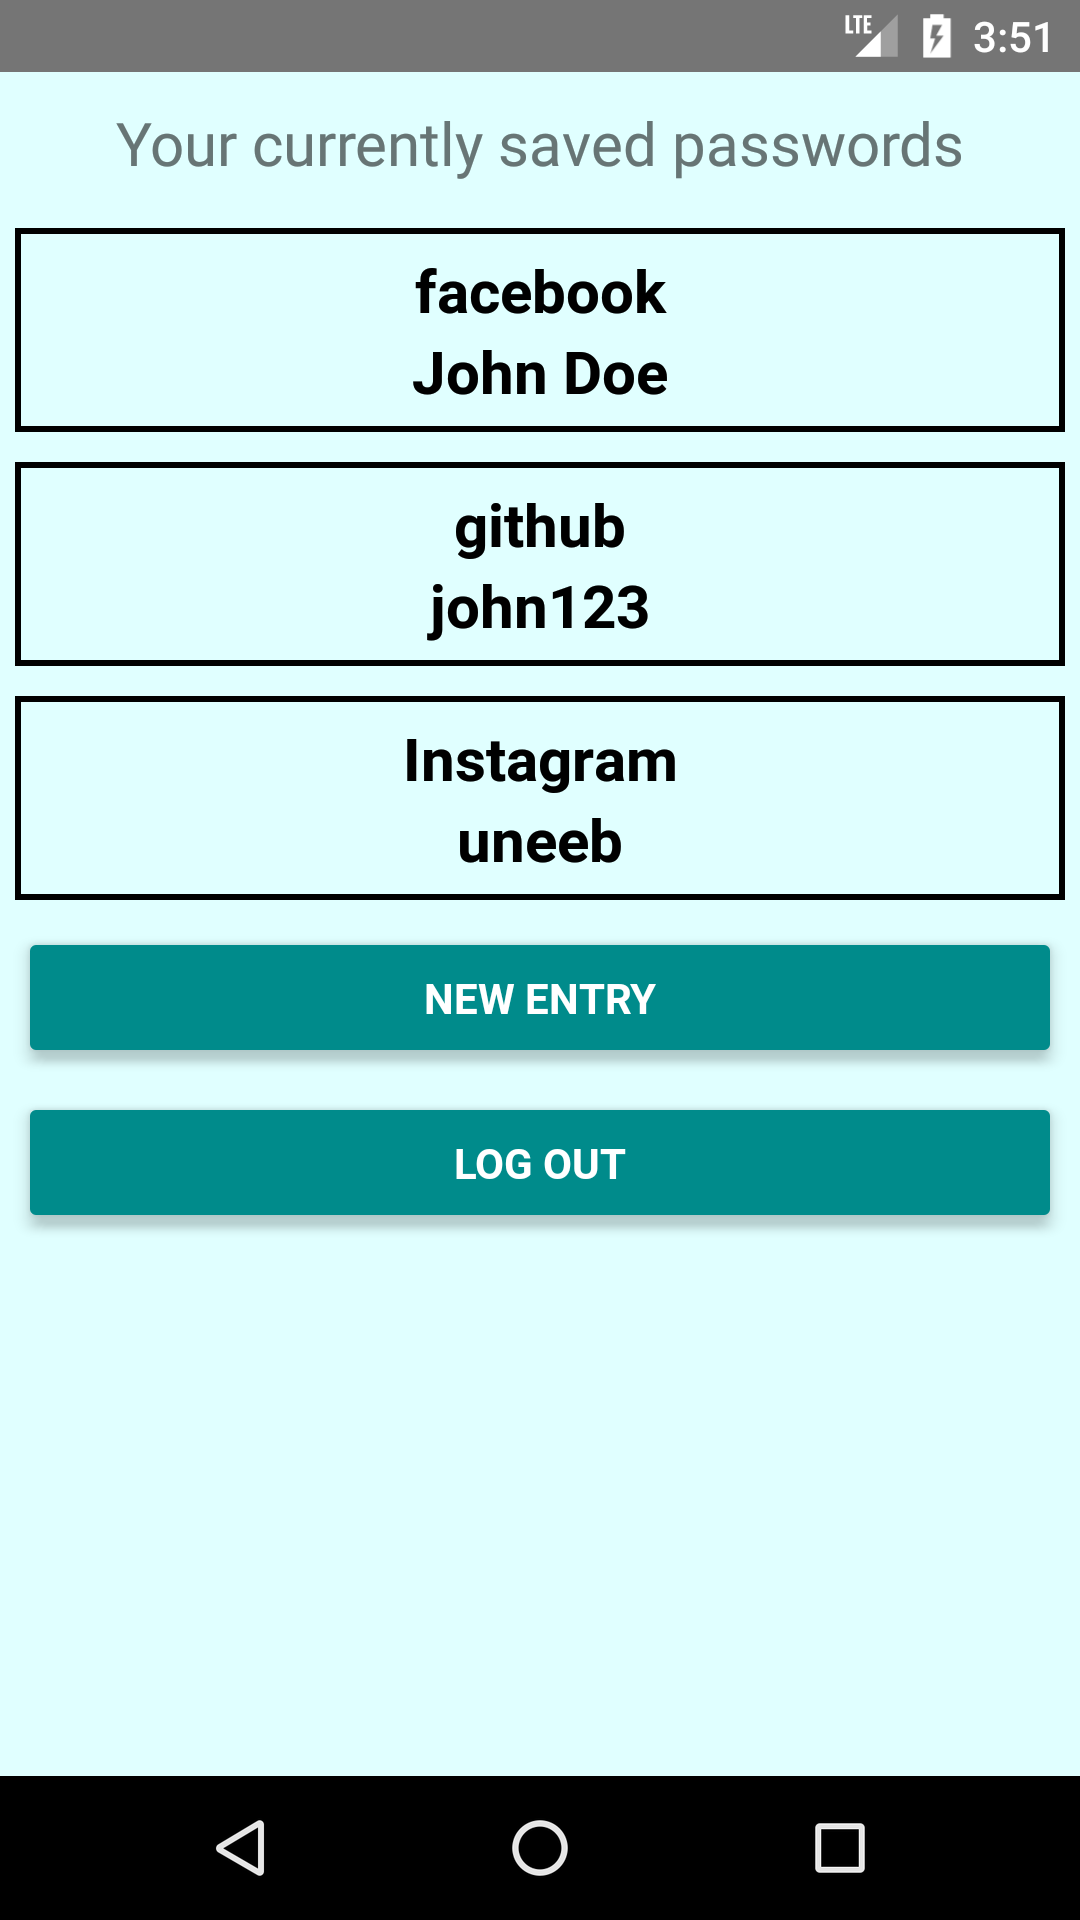 LTE 3:51
Your currently saved passwords
facebook
John Doe
github
john123
Instagram
uneeb
NEW ENTRY
LOG OUT